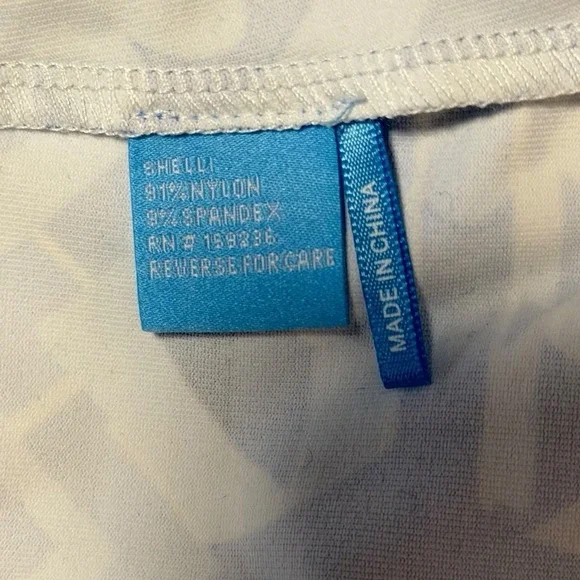 SHELL:
91% NYLON
9% SPANDEX
RN # 159236
REVERSE FOR CARE
MADE IN CHINA